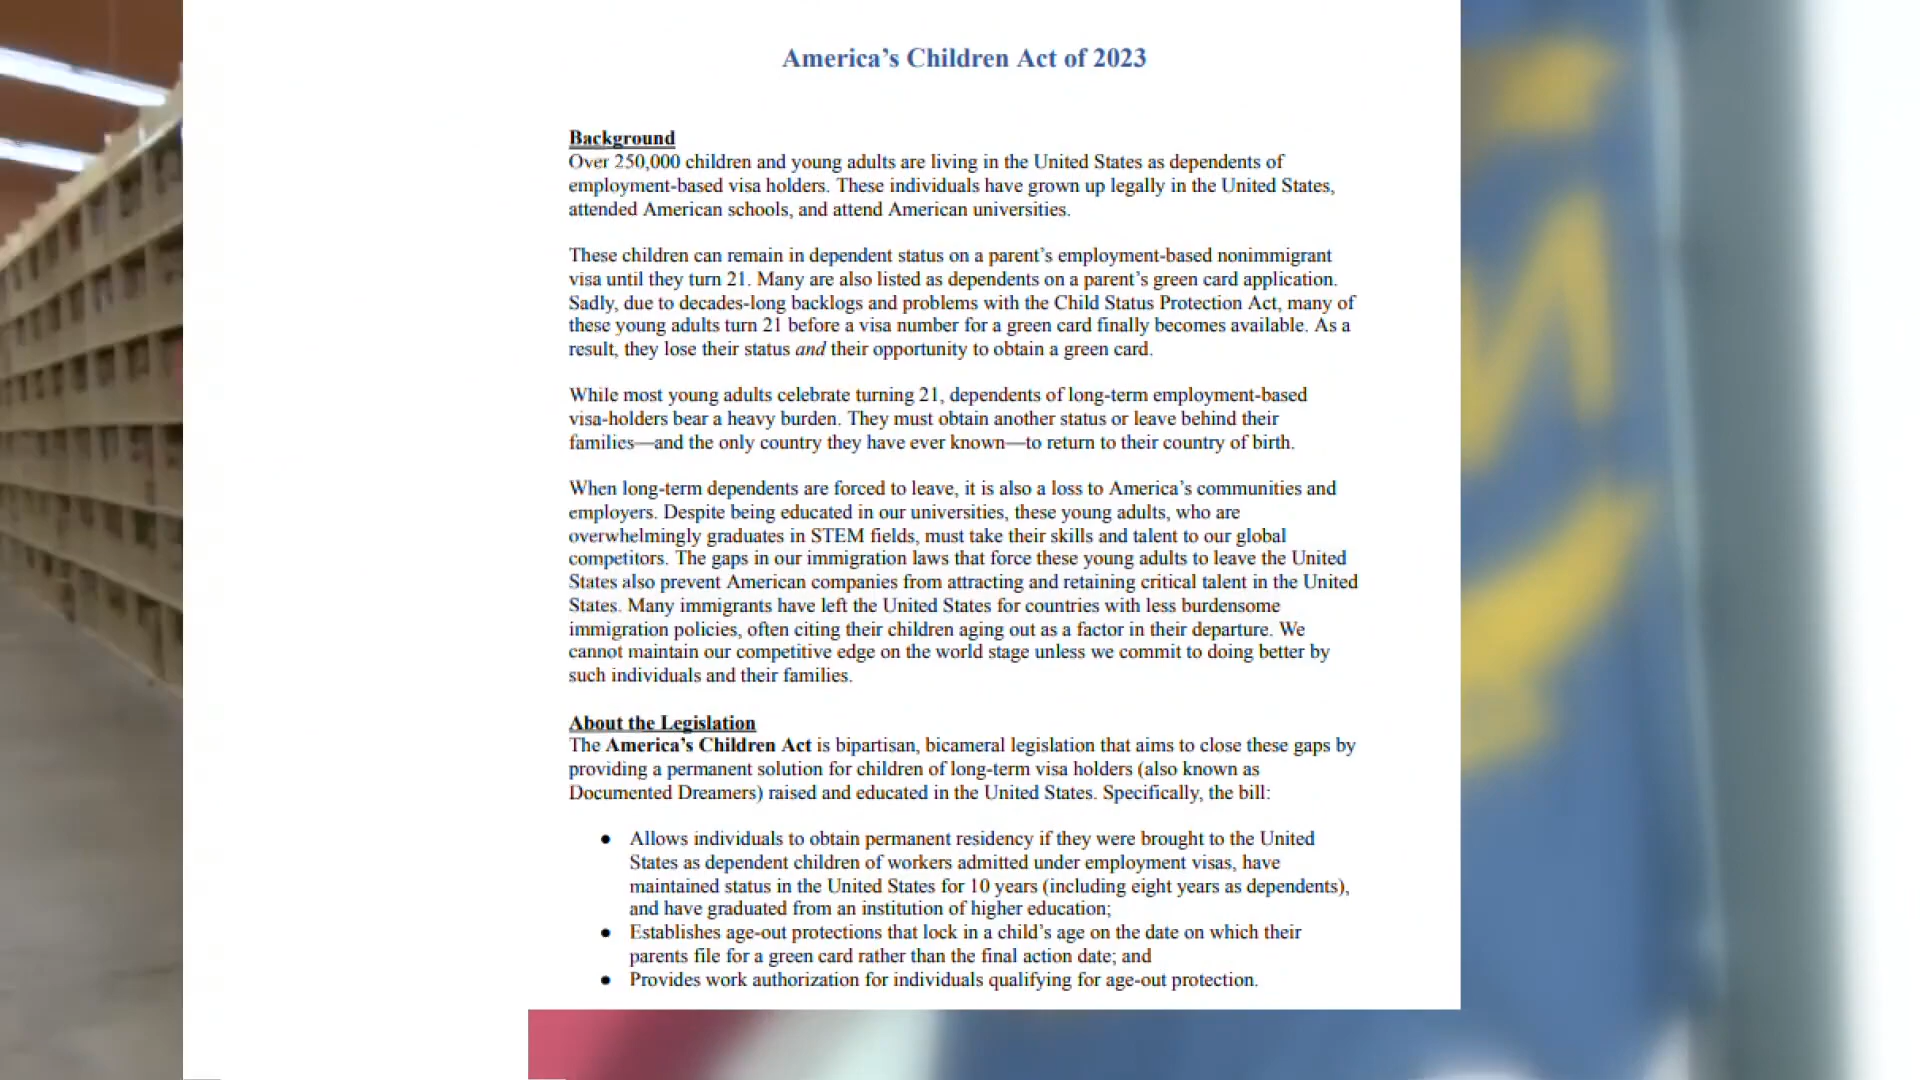 America's Children Act of 2023
Background
Over 250,000 children and young adults are living in the United States as dependents of
employment-based visa holders. These individuals have grown up legally in the United States,
attended American schools, and attend American universities.
These children can remain in dependent status on a parent's employment-based nonimmigrant
visa until they turn 21. Many are also listed as dependents on a parent's green card application.
Sadly, due to decades-long backlogs and problems with the Child Status Protection Act, many of
these young adults turn 21 before a visa number for a green card finally becomes available. As a
result, they lose their status and their opportunity to obtain a green card.
While most young adults celebrate turning 21, dependents of long-term employment-based
visa-holders bear a heavy burden. They must obtain another status or leave behind their
families—and the only country they have ever known—to return to their country of birth.
When long-term dependents are forced to leave, it is also a loss to America's communities and
employers. Despite being educated in our universities, these young adults, who are
overwhelmingly graduates in STEM fields, must take their skills and talent to our global
competitors. The gaps in our immigration laws that force these young adults to leave the United
States also prevent American companies from attracting and retaining critical talent in the United
States. Many immigrants have left the United States for countries with less burdensome
immigration policies, often citing their children aging out as a factor in their departure. We
cannot maintain our competitive edge on the world stage unless we commit to doing better by
such individuals and their families.
About the Legislation
The America's Children Act is bipartisan, bicameral legislation that aims to close these gaps by
providing a permanent solution for children of long-term visa holders (also known as
Documented Dreamers) raised and educated in the United States. Specifically, the bill:
● Allows individuals to obtain permanent residency if they were brought to the United
States as dependent children of workers admitted under employment visas, have
maintained status in the United States for 10 years (including eight years as dependents),
and have graduated from an institution of higher education;
● Establishes age-out protections that lock in a child's age on the date on which their
parents file for a green card rather than the final action date; and
● Provides work authorization for individuals qualifying for age-out protection.